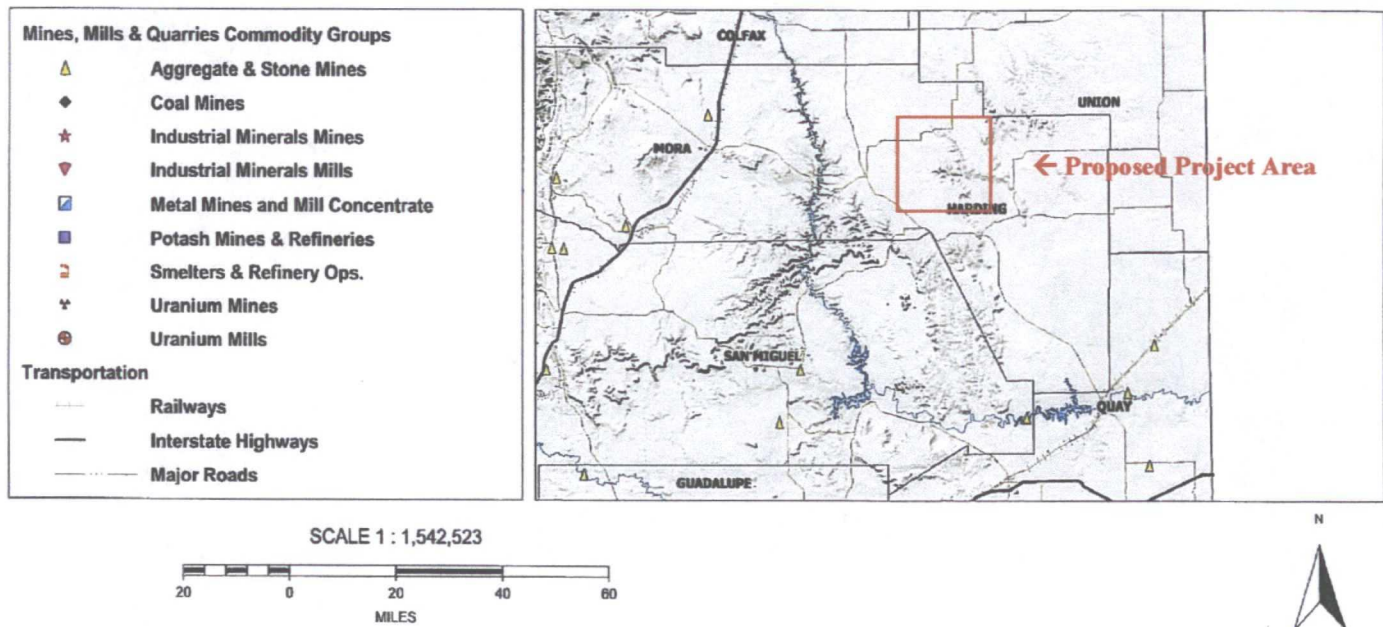 Mines, Mills & Quarries Commodity Groups
Aggregate & Stone Mines
Coal Mines
Industrial Minerals Mines
Industrial Minerals Mills
Metal Mines and Mill Concentrate
Potash Mines & Refineries
Smelters & Refinery Ops.
Uranium Mines
Uranium Mills
Transportation
Railways
Interstate Highways
Major Roads
COLFAX
UNION
MORA
← Proposed Project Area
HARDING
SAN MIGUEL
QUAY
GUADALUPE
SCALE 1 : 1,542,523
20 0 20 40 60
MILES
N